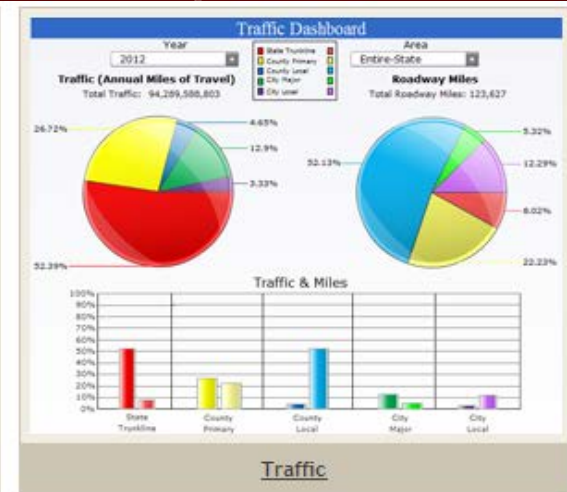 Traffic Dashboard
Year
2012
State Trunkline
County Primary
County Local
City Major
City Local
Area
Entire-State
Traffic (Annual Miles of Travel)
Total Traffic: 94,289,588,803
Roadway Miles
Total Roadway Miles: 123,627
26.72%
4.65%
12.9%
3.33%
52.39%
52.13%
5.32%
12.29%
8.02%
22.23%
Traffic & Miles
100%
90%
80%
70%
60%
50%
40%
30%
20%
10%
0%
State Trunkline
County Primary
County Local
City Major
City Local
Traffic